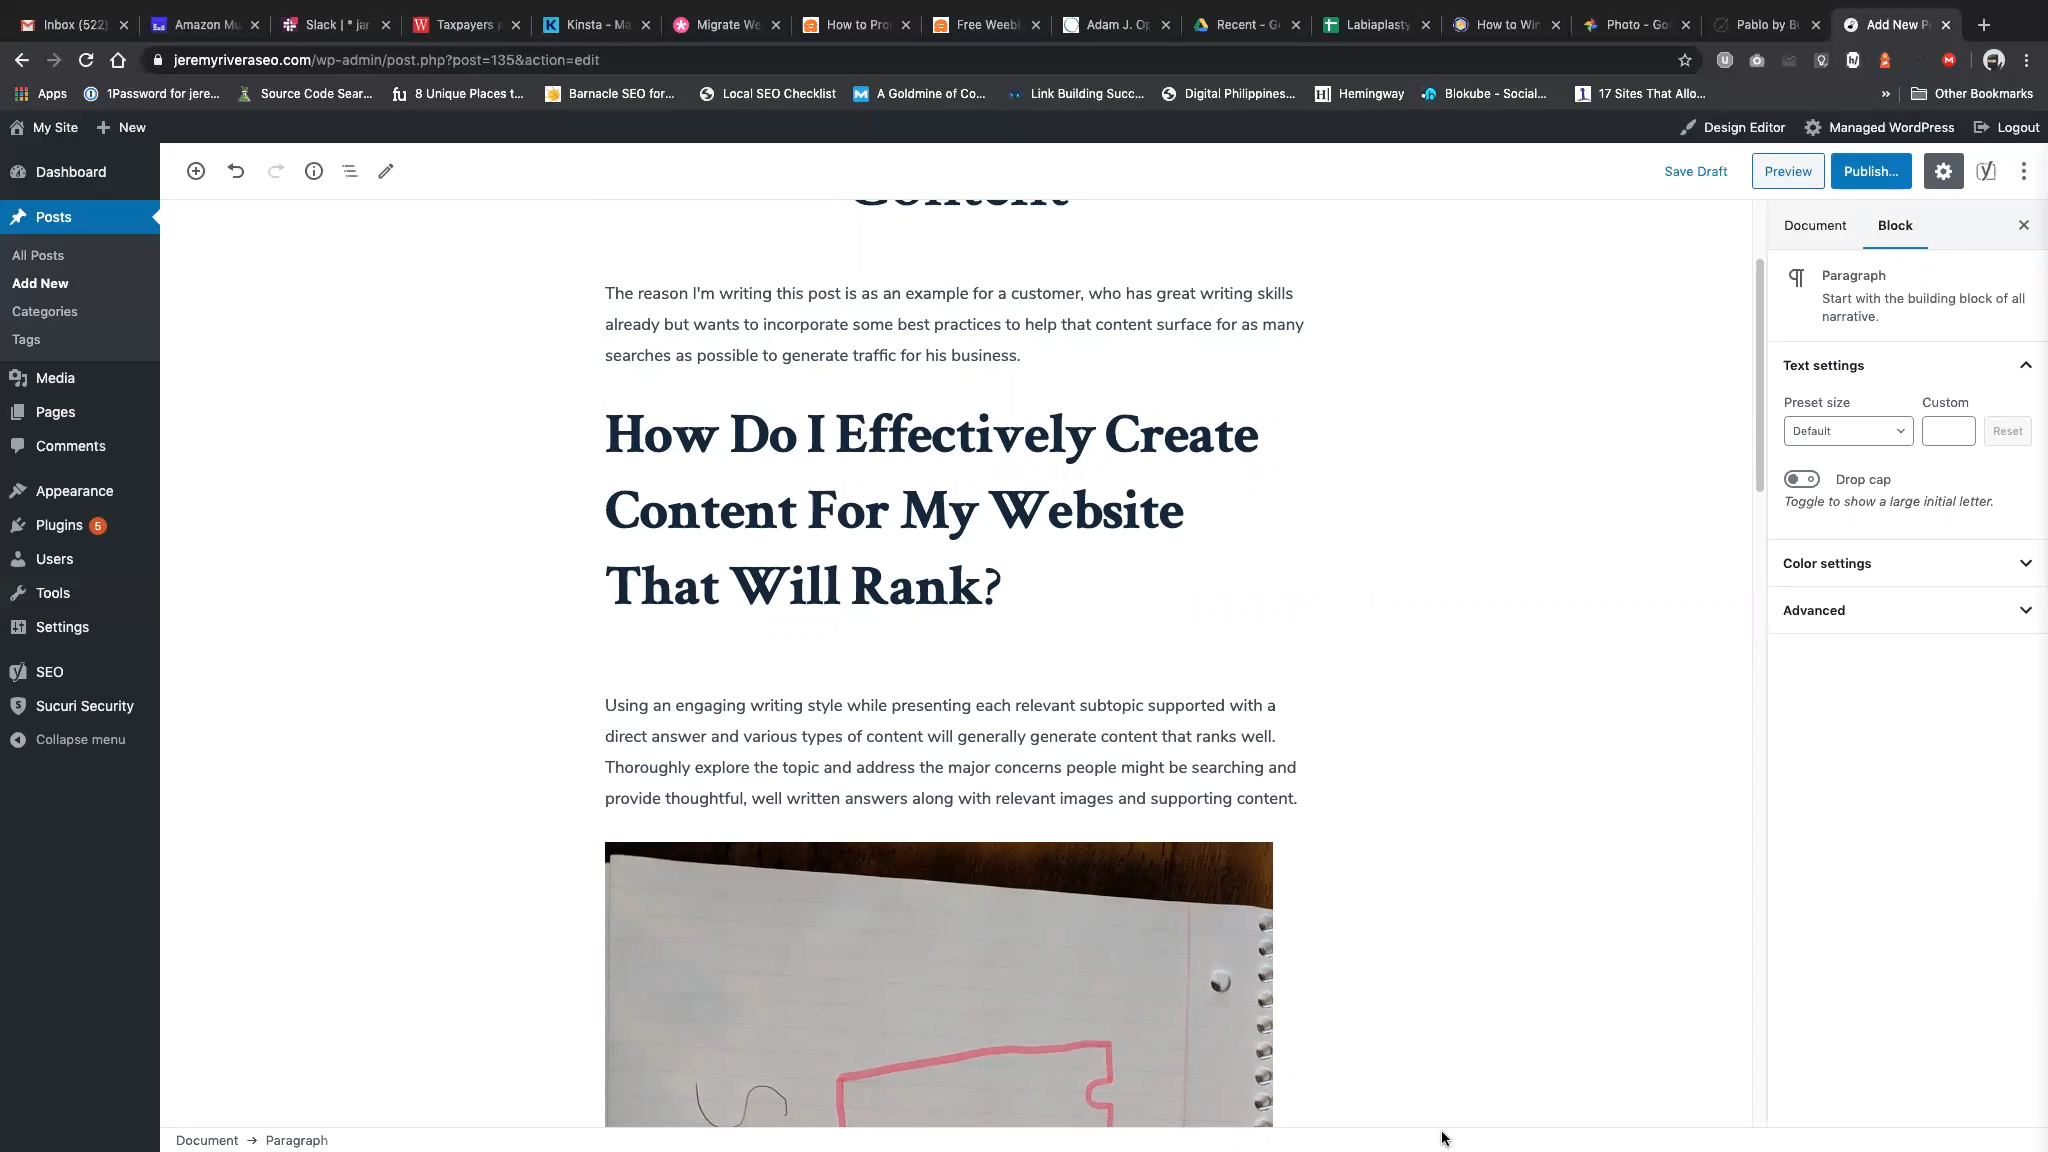 Inbox (522)
Amazon Mu
Slack | * jar
Taxpayers
Kinsta - Ma
Migrate We
How to Pro
Free Weebl
Adam J. Op
Recent - Go
Labiaplasty
How to Win
Photo - Goo
Pablo by Bu
Add New P
jeremyriveraseo.com/wp-admin/post.php?post=135&action=edit
Apps
1Password for jere...
Source Code Sear...
8 Unique Places t...
Barnacle SEO for...
Local SEO Checklist
A Goldmine of Co...
Link Building Succ...
Digital Philippines...
Hemingway
Blokube - Social...
17 Sites That Allo...
»
Other Bookmarks
My Site
New
Design Editor
Managed WordPress
Logout
Dashboard
Posts
All Posts
Add New
Categories
Tags
Media
Pages
Comments
Appearance
Plugins 5
Users
Tools
Settings
SEO
Sucuri Security
Collapse menu
Save Draft
Preview
Publish...
Content
The reason I'm writing this post is as an example for a customer, who has great writing skills
already but wants to incorporate some best practices to help that content surface for as many
searches as possible to generate traffic for his business.
How Do I Effectively Create
Content For My Website
That Will Rank?
Using an engaging writing style while presenting each relevant subtopic supported with a
direct answer and various types of content will generally generate content that ranks well.
Thoroughly explore the topic and address the major concerns people might be searching and
provide thoughtful, well written answers along with relevant images and supporting content.
Document
Block
Paragraph
Start with the building block of all
narrative.
Text settings
Preset size
Custom
Default
Reset
Drop cap
Toggle to show a large initial letter.
Color settings
Advanced
Document → Paragraph